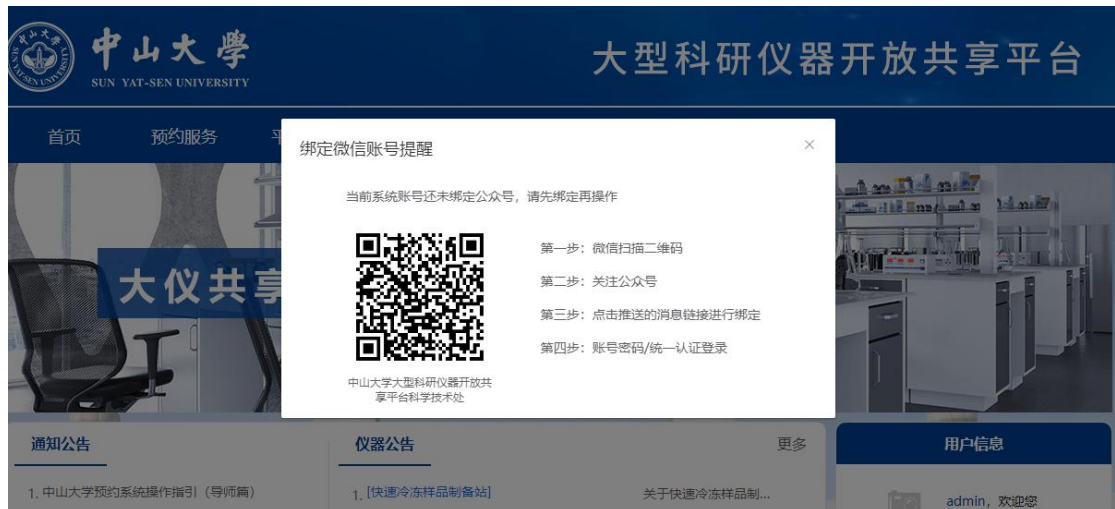 中山大學
SUN YAT-SEN UNIVERSITY
大型科研仪器开放共享平台
首页
预约服务
绑定微信账号提醒
当前系统账号还未绑定公众号，请先绑定再操作
第一步：微信扫描二维码
第二步：关注公众号
第三步：点击推送的消息链接进行绑定
第四步：账号密码/统一认证登录
中山大学大型科研仪器开放共
享平台科学技术处
大仪共享
通知公告
仪器公告
更多
用户信息
1. 中山大学预约系统操作指引（导师篇）
1. [快速冷冻样品制备站]
关于快速冷冻样品制...
admin，欢迎您